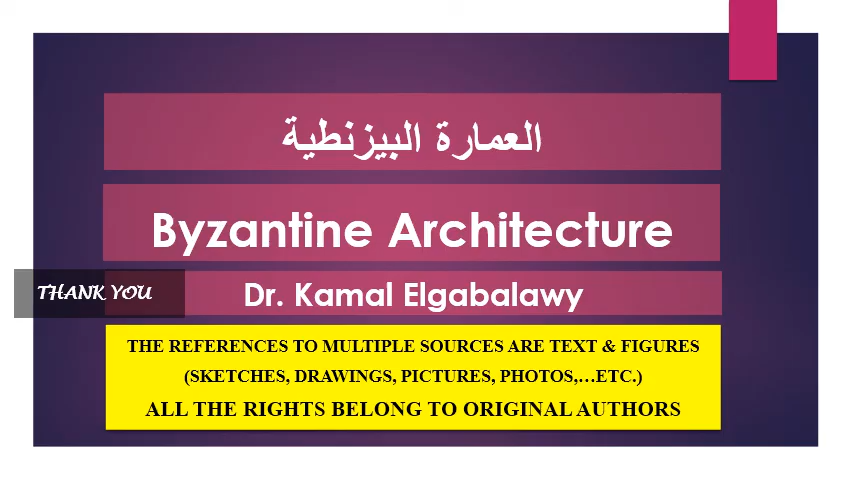 العمارة البيزنطية
Byzantine Architecture
THANK YOU
Dr. Kamal Elgabalawy
THE REFERENCES TO MULTIPLE SOURCES ARE TEXT & FIGURES
(SKETCHES, DRAWINGS, PICTURES, PHOTOS,…ETC.)
ALL THE RIGHTS BELONG TO ORIGINAL AUTHORS